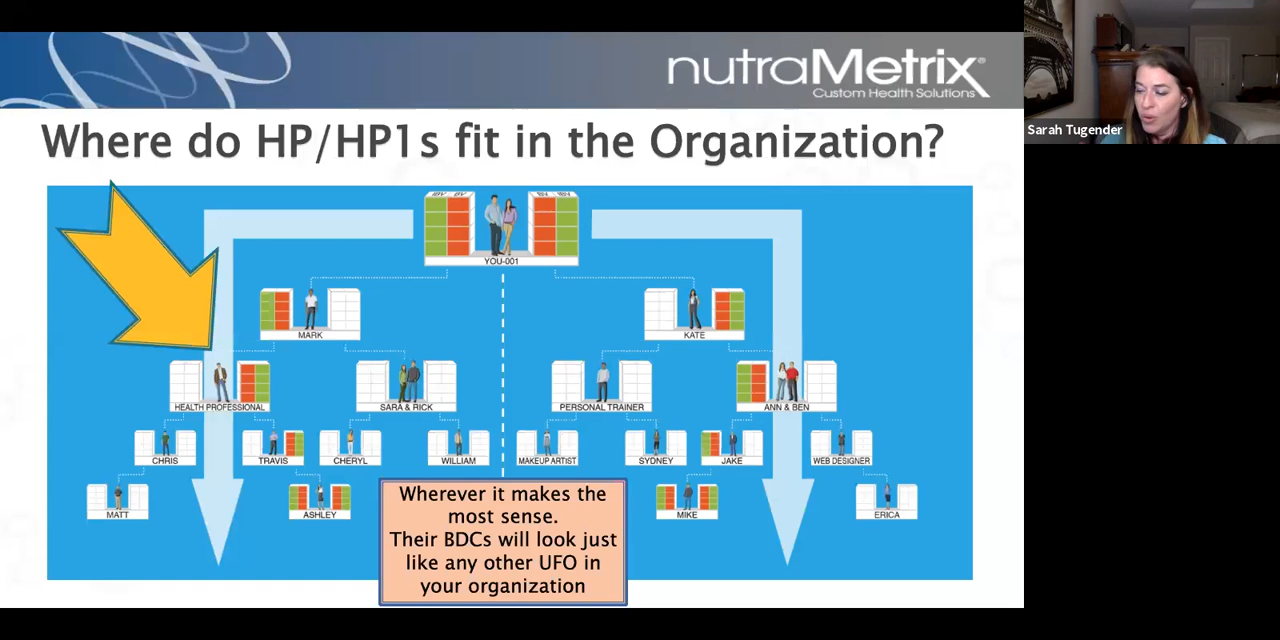 nutraMetrix®
Custom Health Solutions
Sarah Tugender
Where do HP/HP1s fit in the Organization?
YOU-001
MARK
KATE
HEALTH PROFESSIONAL
SARA & RICK
PERSONAL TRAINER
ANN & BEN
CHRIS
TRAVIS
CHERYL
WILLIAM
MAKEUP ARTIST
SYDNEY
JAKE
WEB DESIGNER
MATT
ASHLEY
MIKE
ERICA
Wherever it makes the
most sense.
Their BDCs will look just
like any other UFO in
your organization